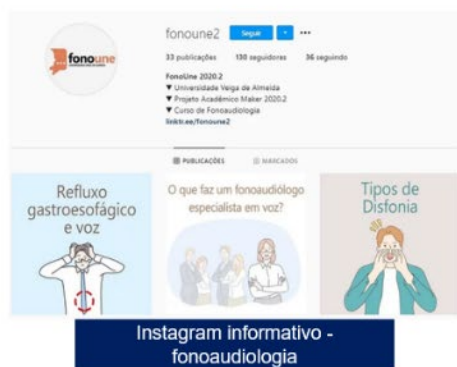 fonoune
fonoune2
Seguir
33 publicações 130 seguidores 36 seguindo
FonoUne 2020.2
▼ Universidade Veiga de Almeida
▼ Projeto Acadêmico Maker 2020.2
▼ Curso de Fonoaudiologia
linktr.ee/fonoune2
PUBLICAÇÕES MARCADOS
Refluxo
gastroesofágico
e voz
O que faz um fonoaudiólogo
especialista em voz?
Tipos de
Disfonia
Instagram informativo -
fonoaudiologia